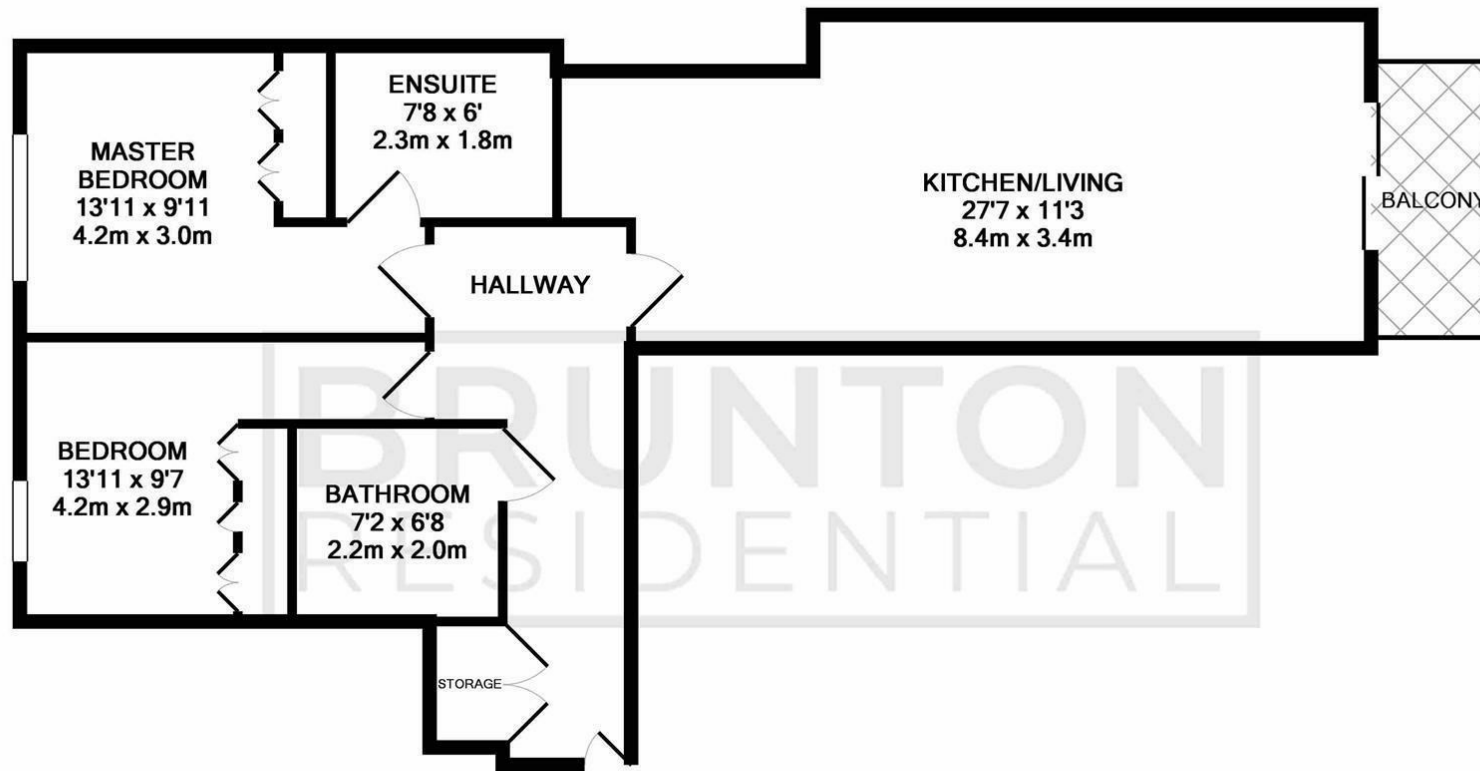 ENSUITE
7'8 x 6'
2.3m x 1.8m
MASTER
BEDROOM
13'11 x 9'11
4.2m x 3.0m
KITCHEN/LIVING
27'7 x 11'3
8.4m x 3.4m
BALCONY
HALLWAY
BRUNTON
RESIDENTIAL
BEDROOM
13'11 x 9'7
4.2m x 2.9m
BATHROOM
7'2 x 6'8
2.2m x 2.0m
STORAGE